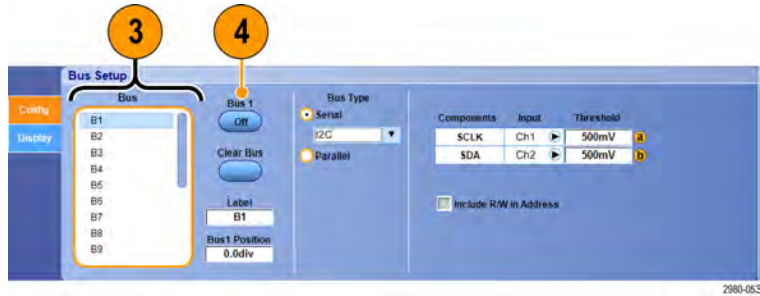 3
4
Bus Setup
Config
Display
Bus
B1
B2
B3
B4
B5
B6
B7
B8
B9
Bus 1
Off
Clear Bus
Label
B1
Bus1 Position
0.0div
Bus Type
Serial
I2C
Parallel
Components Input Threshold
SCLK Ch1 500mV a
SDA Ch2 500mV b
Include R/W in Address
2980-053